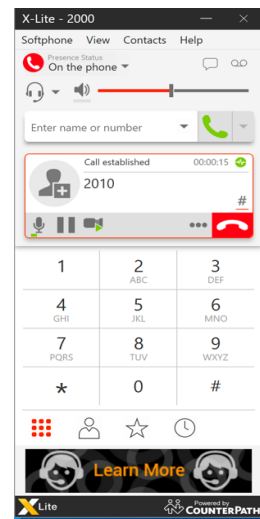 X-Lite - 2000
Softphone View Contacts Help
Presence Status
On the phone
Enter name or number
Call established 00:00:15
2010
#
1 2 3
ABC DEF
4 5 6
GHI JKL MNO
7 8 9
PQRS TUV WXYZ
* 0 #
Learn More
X Lite
Powered by
COUNTERPATH